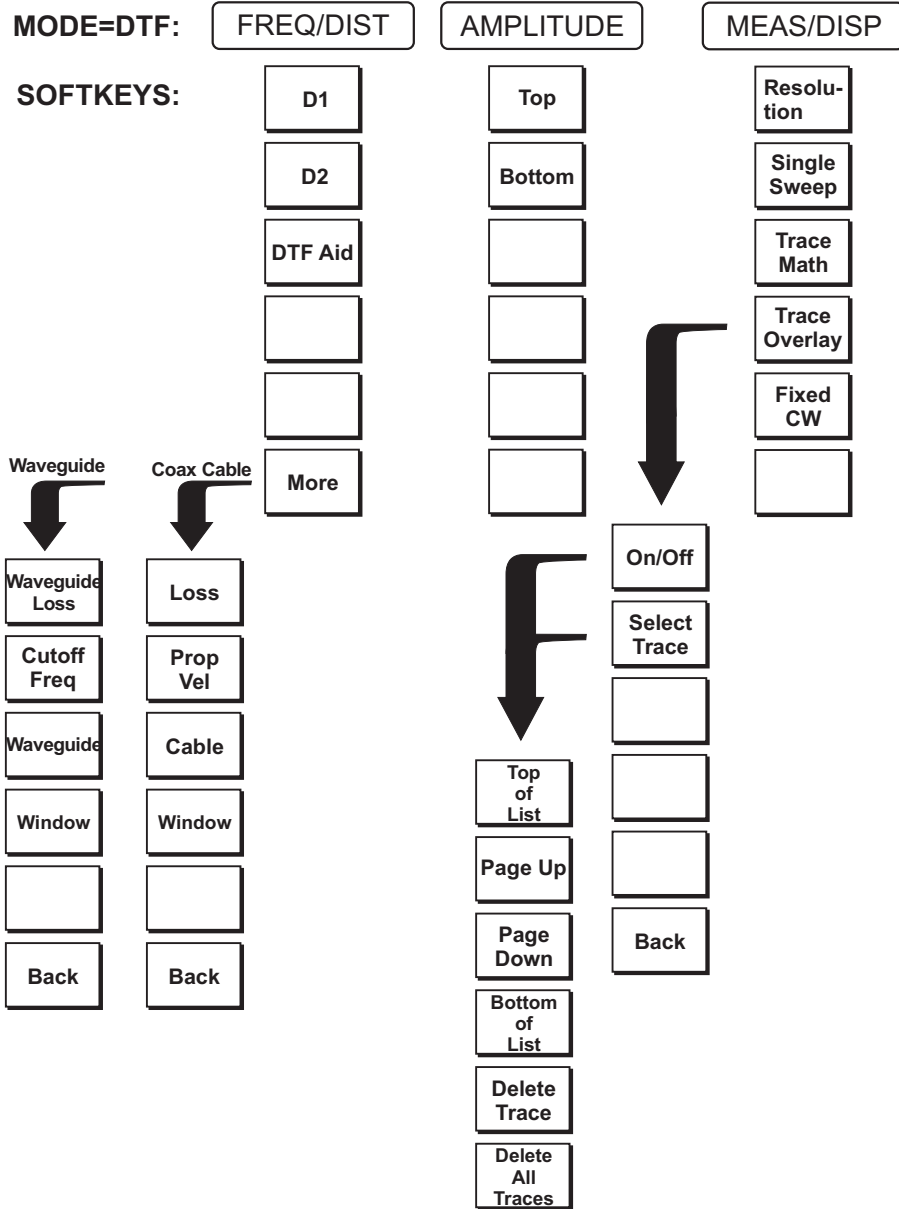 MODE=DTF: FREQ/DIST AMPLITUDE MEAS/DISP
SOFTKEYS:
D1
D2
DTF Aid
More
Top
Bottom
Resolu-
tion
Single
Sweep
Trace
Math
Trace
Overlay
Fixed
CW
Waveguide
Waveguide
Loss
Cutoff
Freq
Waveguide
Window
Back
Coax Cable
Loss
Prop
Vel
Cable
Window
Back
On/Off
Select
Trace
Back
Top
of
List
Page Up
Page
Down
Bottom
of
List
Delete
Trace
Delete
All
Traces